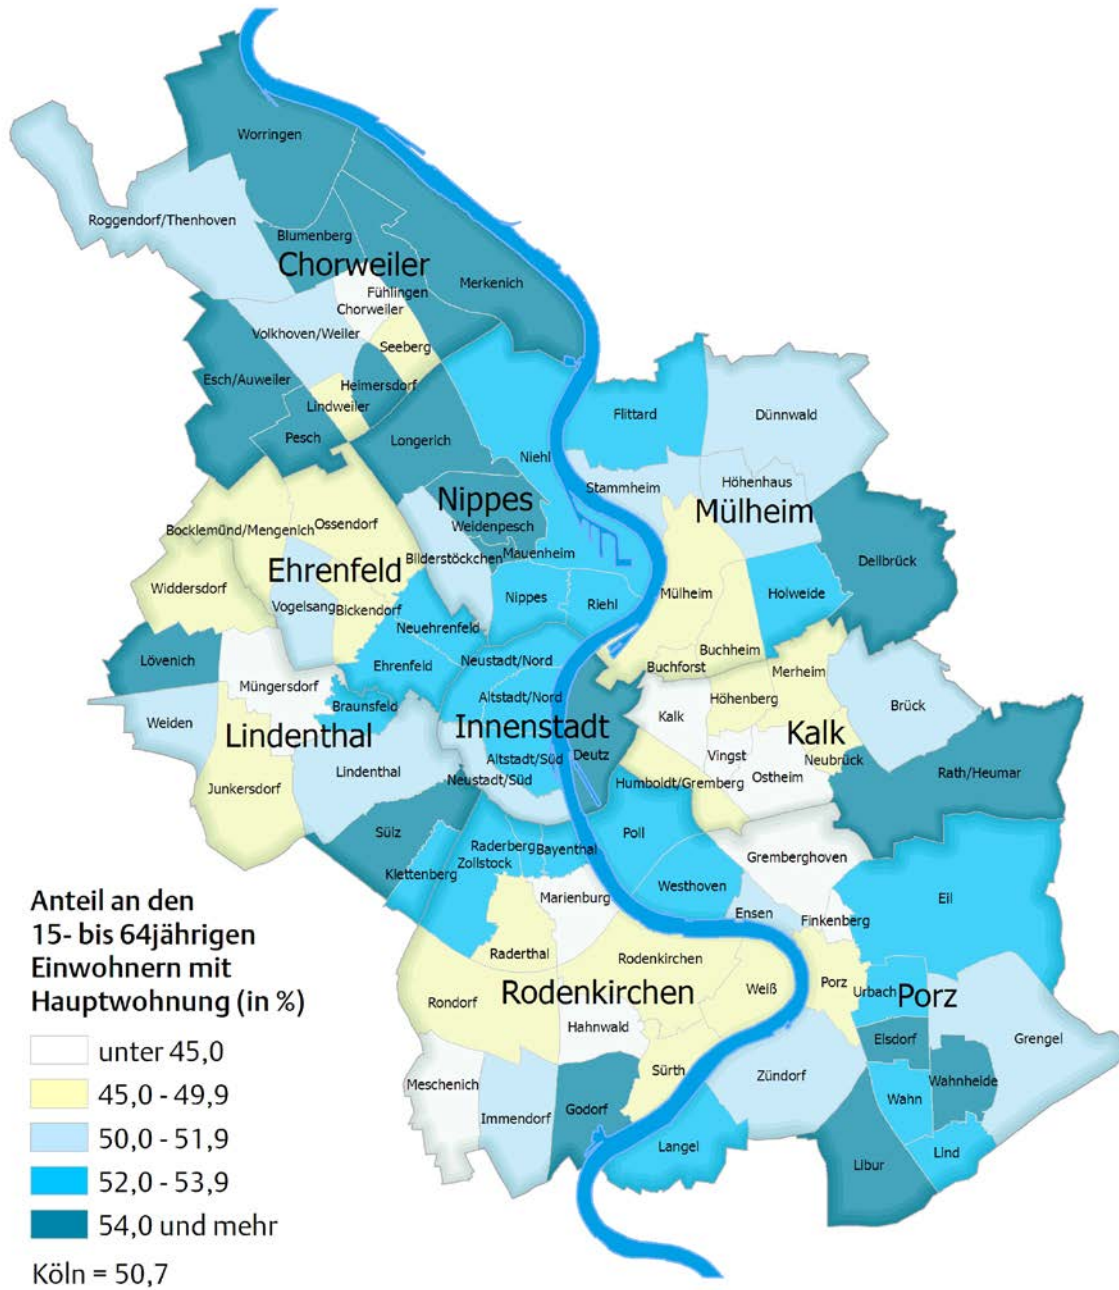 Worringen
Roggendorf/Thenhoven
Blumenberg
Chorweiler
Merkenich
Fühlingen
Chorweiler
Volkhoven/Weiler
Seeberg
Esch/Auweiler
Heimersdorf
Lindweiler
Pesch
Longerich
Flittard
Dünnwald
Niehl
Stammheim
Höhenhaus
Nippes
Mülheim
Weidenpesch
Ossendorf
Bocklemünd/Mengenich
Mauenheim
Bilderstöckchen
Dellbrück
Ehrenfeld
Widdersdorf
Mülheim
Holweide
Nippes
Riehl
Vogelsang
Bickendorf
Neuehrenfeld
Buchheim
Lövenich
Ehrenfeld
Neustadt/Nord
Buchforst
Merheim
Müngersdorf
Altstadt/Nord
Höhenberg
Braunsfeld
Brück
Weiden
Kalk
Innenstadt
Lindenthal
Kalk
Deutz
Vingst
Altstadt/Süd
Neubrück
Lindenthal
Neustadt/Süd
Ostheim
Rath/Heumar
Humboldt/Gremberg
Junkersdorf
Sülz
Poll
Raderberg
Bayenthal
Zollstock
Gremberghoven
Klettenberg
Westhoven
Marienburg
Eil
Ensen
Finkenberg
Raderthal
Rodenkirchen
Porz
Weiß
Urbach
Porz
Rodenkirchen
Rondorf
Hahnwald
Elsdorf
Grengel
Sürth
Zündorf
Wahnheide
Meschenich
Wahn
Godorf
Immendorf
Langel
Lind
Libur
Anteil an den
15- bis 64jährigen
Einwohnern mit
Hauptwohnung (in %)
unter 45,0
45,0 - 49,9
50,0 - 51,9
52,0 - 53,9
54,0 und mehr
Köln = 50,7